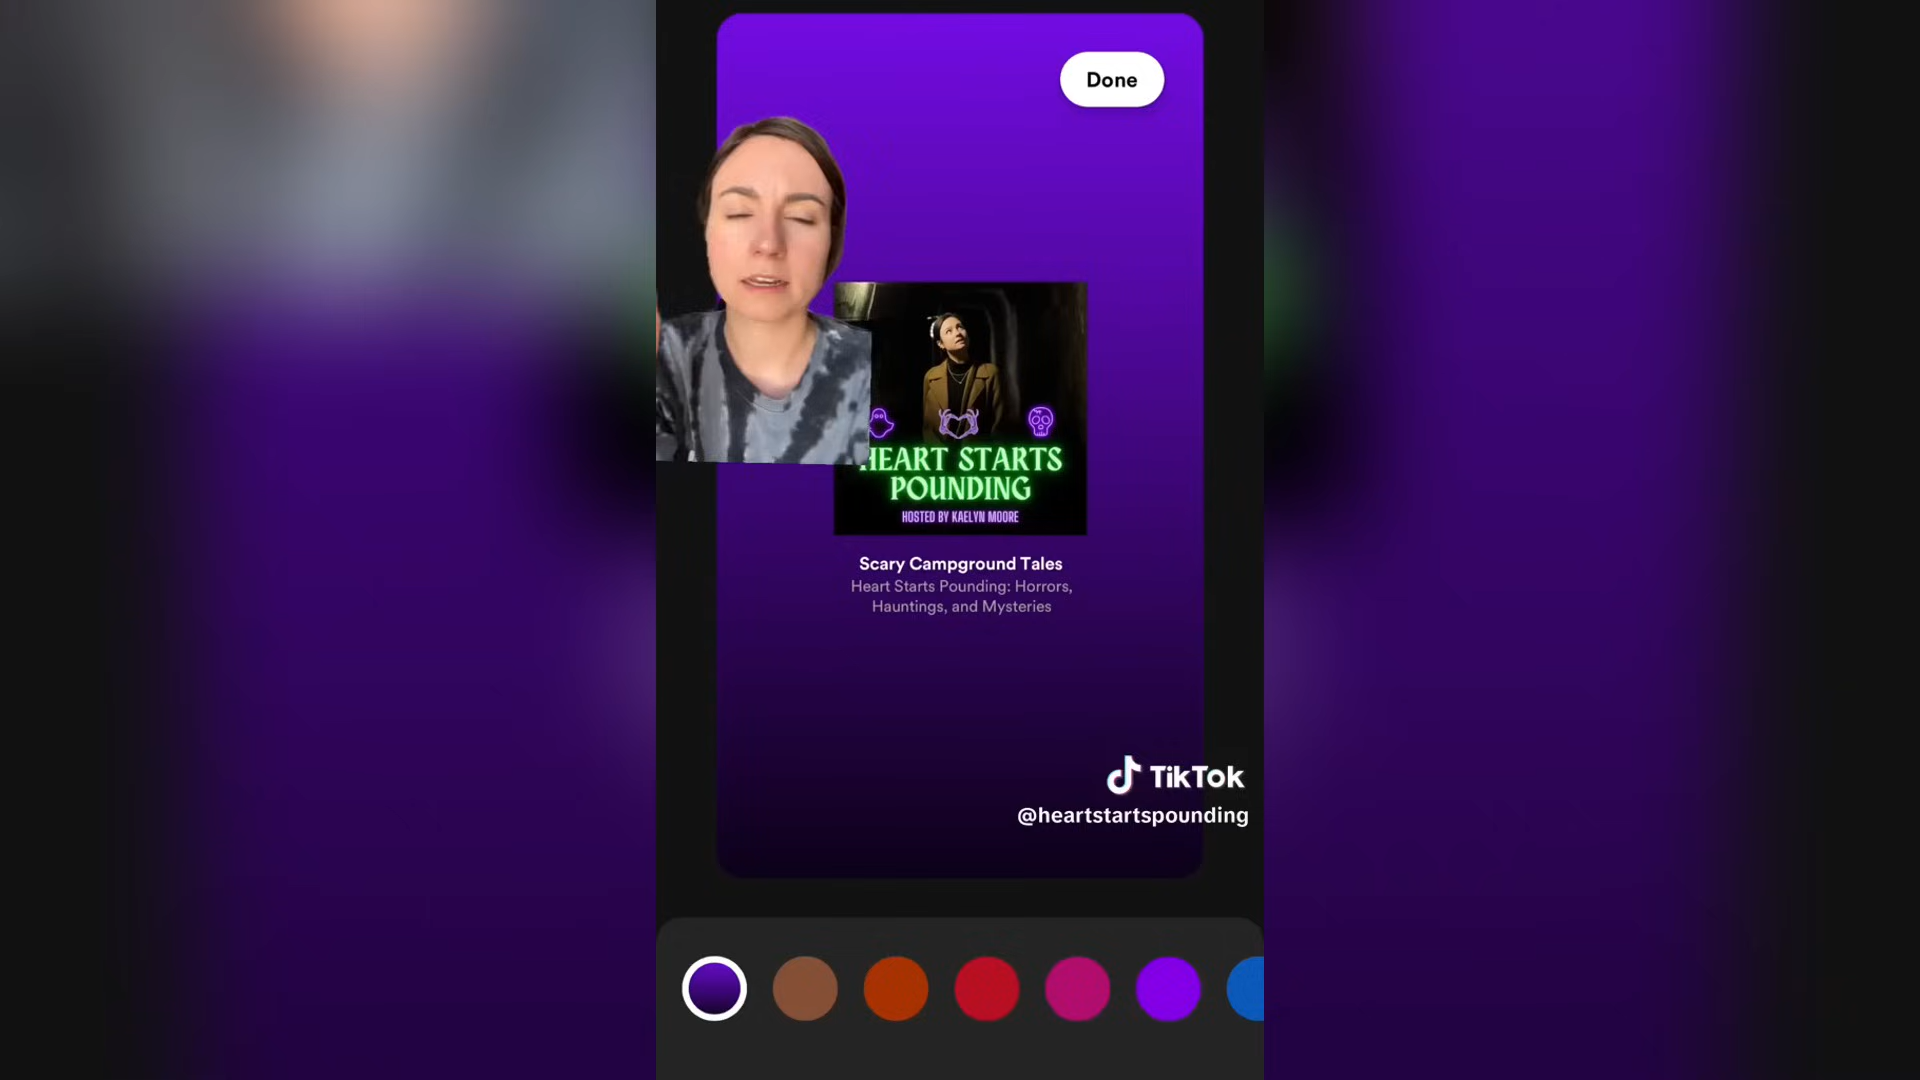 Done
HEART STARTS
POUNDING
HOSTED BY KAELYN MOORE
Scary Campground Tales
Heart Starts Pounding: Horrors,
Hauntings, and Mysteries
TikTok
@heartstartspounding